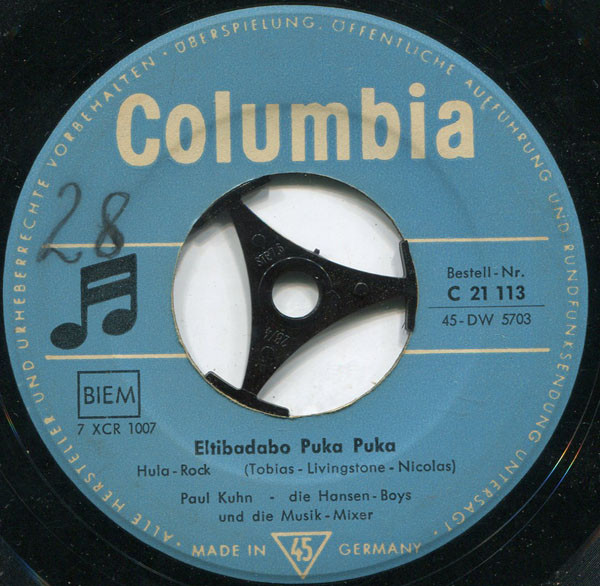 ALLE HERSTELLER UND URHEBERRECHTE VORBEHALTEN · ÜBERSPIELUNG, ÖFFENTLICHE AUFFÜHRUNG UND RUNDFUNKSENDUNG UNTERSAGT ·
Columbia
28
Bestell-Nr.
C 21 113
45-DW 5703
BIEM
7 XCR 1007
Eltibadabo Puka Puka
Hula-Rock (Tobias-Livingstone-Nicolas)
Paul Kuhn - die Hansen-Boys
und die Musik-Mixer
MADE IN 45 GERMANY